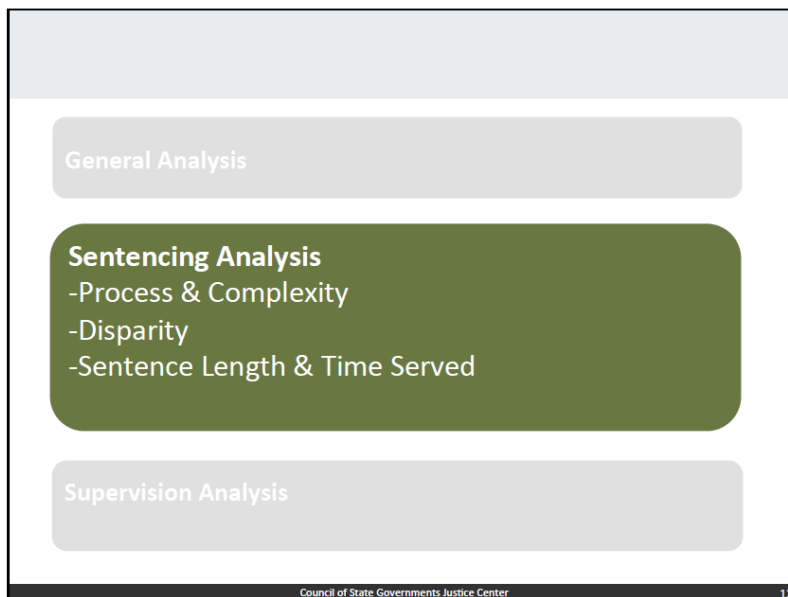 General Analysis
Sentencing Analysis
-Process & Complexity
-Disparity
-Sentence Length & Time Served
Supervision Analysis
Council of State Governments Justice Center